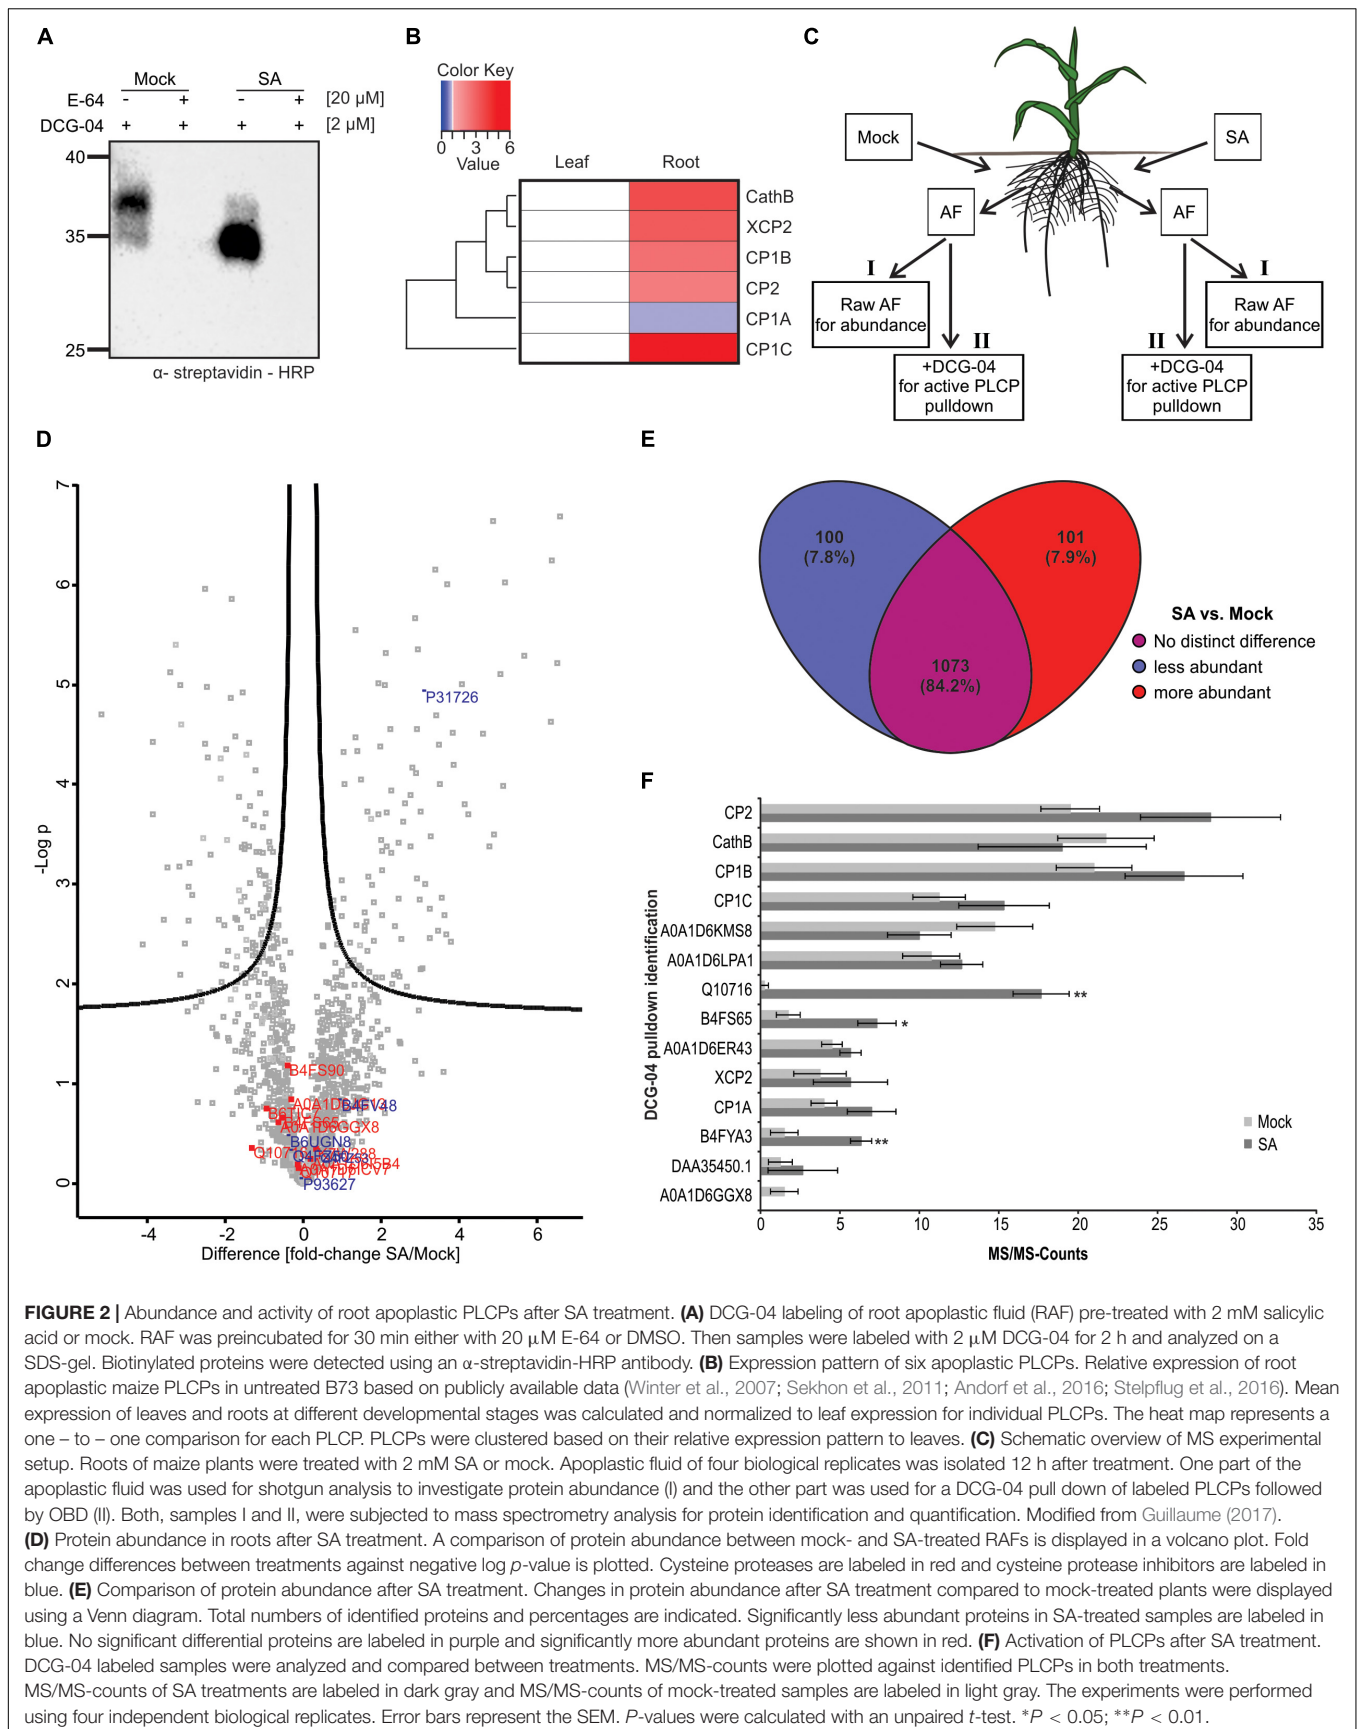 A
Mock SA
E-64 - + - + [20 µM]
DCG-04 + + + + [2 µM]
40
35
25
α- streptavidin - HRP
B
Color Key
0 3 6
Value
Leaf Root
CathB
XCP2
CP1B
CP2
CP1A
CP1C
C
Mock
SA
AF
AF
I
I
Raw AF
for abundance
Raw AF
for abundance
II
II
+DCG-04
for active PLCP
pulldown
+DCG-04
for active PLCP
pulldown
D
-Log p
7
6
5
4
3
2
1
0
P31726
B4FS90
B4FV48
A0A1D6GGX8
B6UGN8
P93627
-4 -2 0 2 4 6
Difference [fold-change SA/Mock]
E
100
(7.8%)
101
(7.9%)
1073
(84.2%)
SA vs. Mock
No distinct difference
less abundant
more abundant
F
DCG-04 pulldown identification
CP2
CathB
CP1B
CP1C
A0A1D6KMS8
A0A1D6LPA1
Q10716 **
B4FS65 *
A0A1D6ER43
XCP2
CP1A
B4FYA3 **
DAA35450.1
A0A1D6GGX8
Mock
SA
0 5 10 15 20 25 30 35
MS/MS-Counts
FIGURE 2 | Abundance and activity of root apoplastic PLCPs after SA treatment. (A) DCG-04 labeling of root apoplastic fluid (RAF) pre-treated with 2 mM salicylic
acid or mock. RAF was preincubated for 30 min either with 20 µM E-64 or DMSO. Then samples were labeled with 2 µM DCG-04 for 2 h and analyzed on a
SDS-gel. Biotinylated proteins were detected using an α-streptavidin-HRP antibody. (B) Expression pattern of six apoplastic PLCPs. Relative expression of root
apoplastic maize PLCPs in untreated B73 based on publicly available data (Winter et al., 2007; Sekhon et al., 2011; Andorf et al., 2016; Stelpflug et al., 2016). Mean
expression of leaves and roots at different developmental stages was calculated and normalized to leaf expression for individual PLCPs. The heat map represents a
one – to – one comparison for each PLCP. PLCPs were clustered based on their relative expression pattern to leaves. (C) Schematic overview of MS experimental
setup. Roots of maize plants were treated with 2 mM SA or mock. Apoplastic fluid of four biological replicates was isolated 12 h after treatment. One part of the
apoplastic fluid was used for shotgun analysis to investigate protein abundance (I) and the other part was used for a DCG-04 pull down of labeled PLCPs followed
by OBD (II). Both, samples I and II, were subjected to mass spectrometry analysis for protein identification and quantification. Modified from Guillaume (2017).
(D) Protein abundance in roots after SA treatment. A comparison of protein abundance between mock- and SA-treated RAFs is displayed in a volcano plot. Fold
change differences between treatments against negative log p-value is plotted. Cysteine proteases are labeled in red and cysteine protease inhibitors are labeled in
blue. (E) Comparison of protein abundance after SA treatment. Changes in protein abundance after SA treatment compared to mock-treated plants were displayed
using a Venn diagram. Total numbers of identified proteins and percentages are indicated. Significantly less abundant proteins in SA-treated samples are labeled in
blue. No significant differential proteins are labeled in purple and significantly more abundant proteins are shown in red. (F) Activation of PLCPs after SA treatment.
DCG-04 labeled samples were analyzed and compared between treatments. MS/MS-counts were plotted against identified PLCPs in both treatments.
MS/MS-counts of SA treatments are labeled in dark gray and MS/MS-counts of mock-treated samples are labeled in light gray. The experiments were performed
using four independent biological replicates. Error bars represent the SEM. P-values were calculated with an unpaired t-test. *P < 0.05; **P < 0.01.